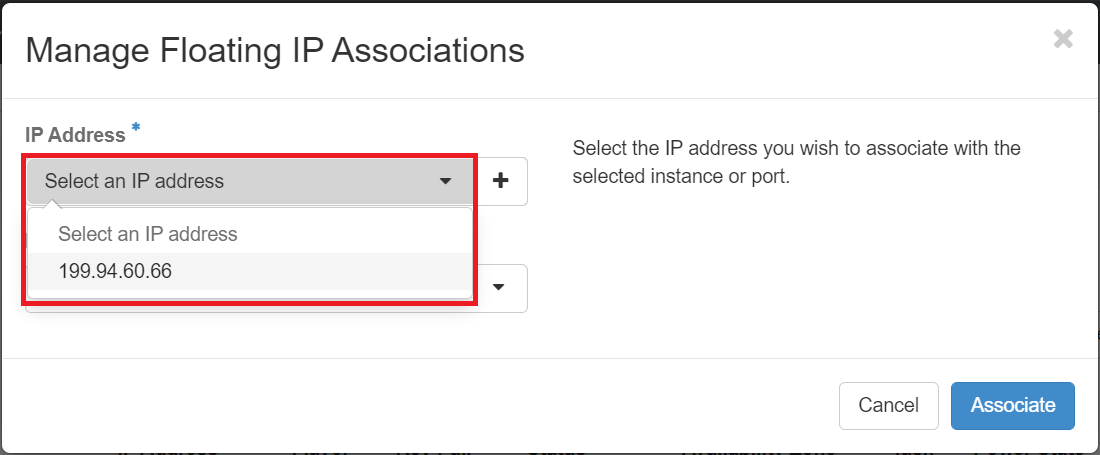 Manage Floating IP Associations
×
IP Address *
Select an IP address
+
Select an IP address
199.94.60.66
Select the IP address you wish to associate with the
selected instance or port.
Cancel
Associate